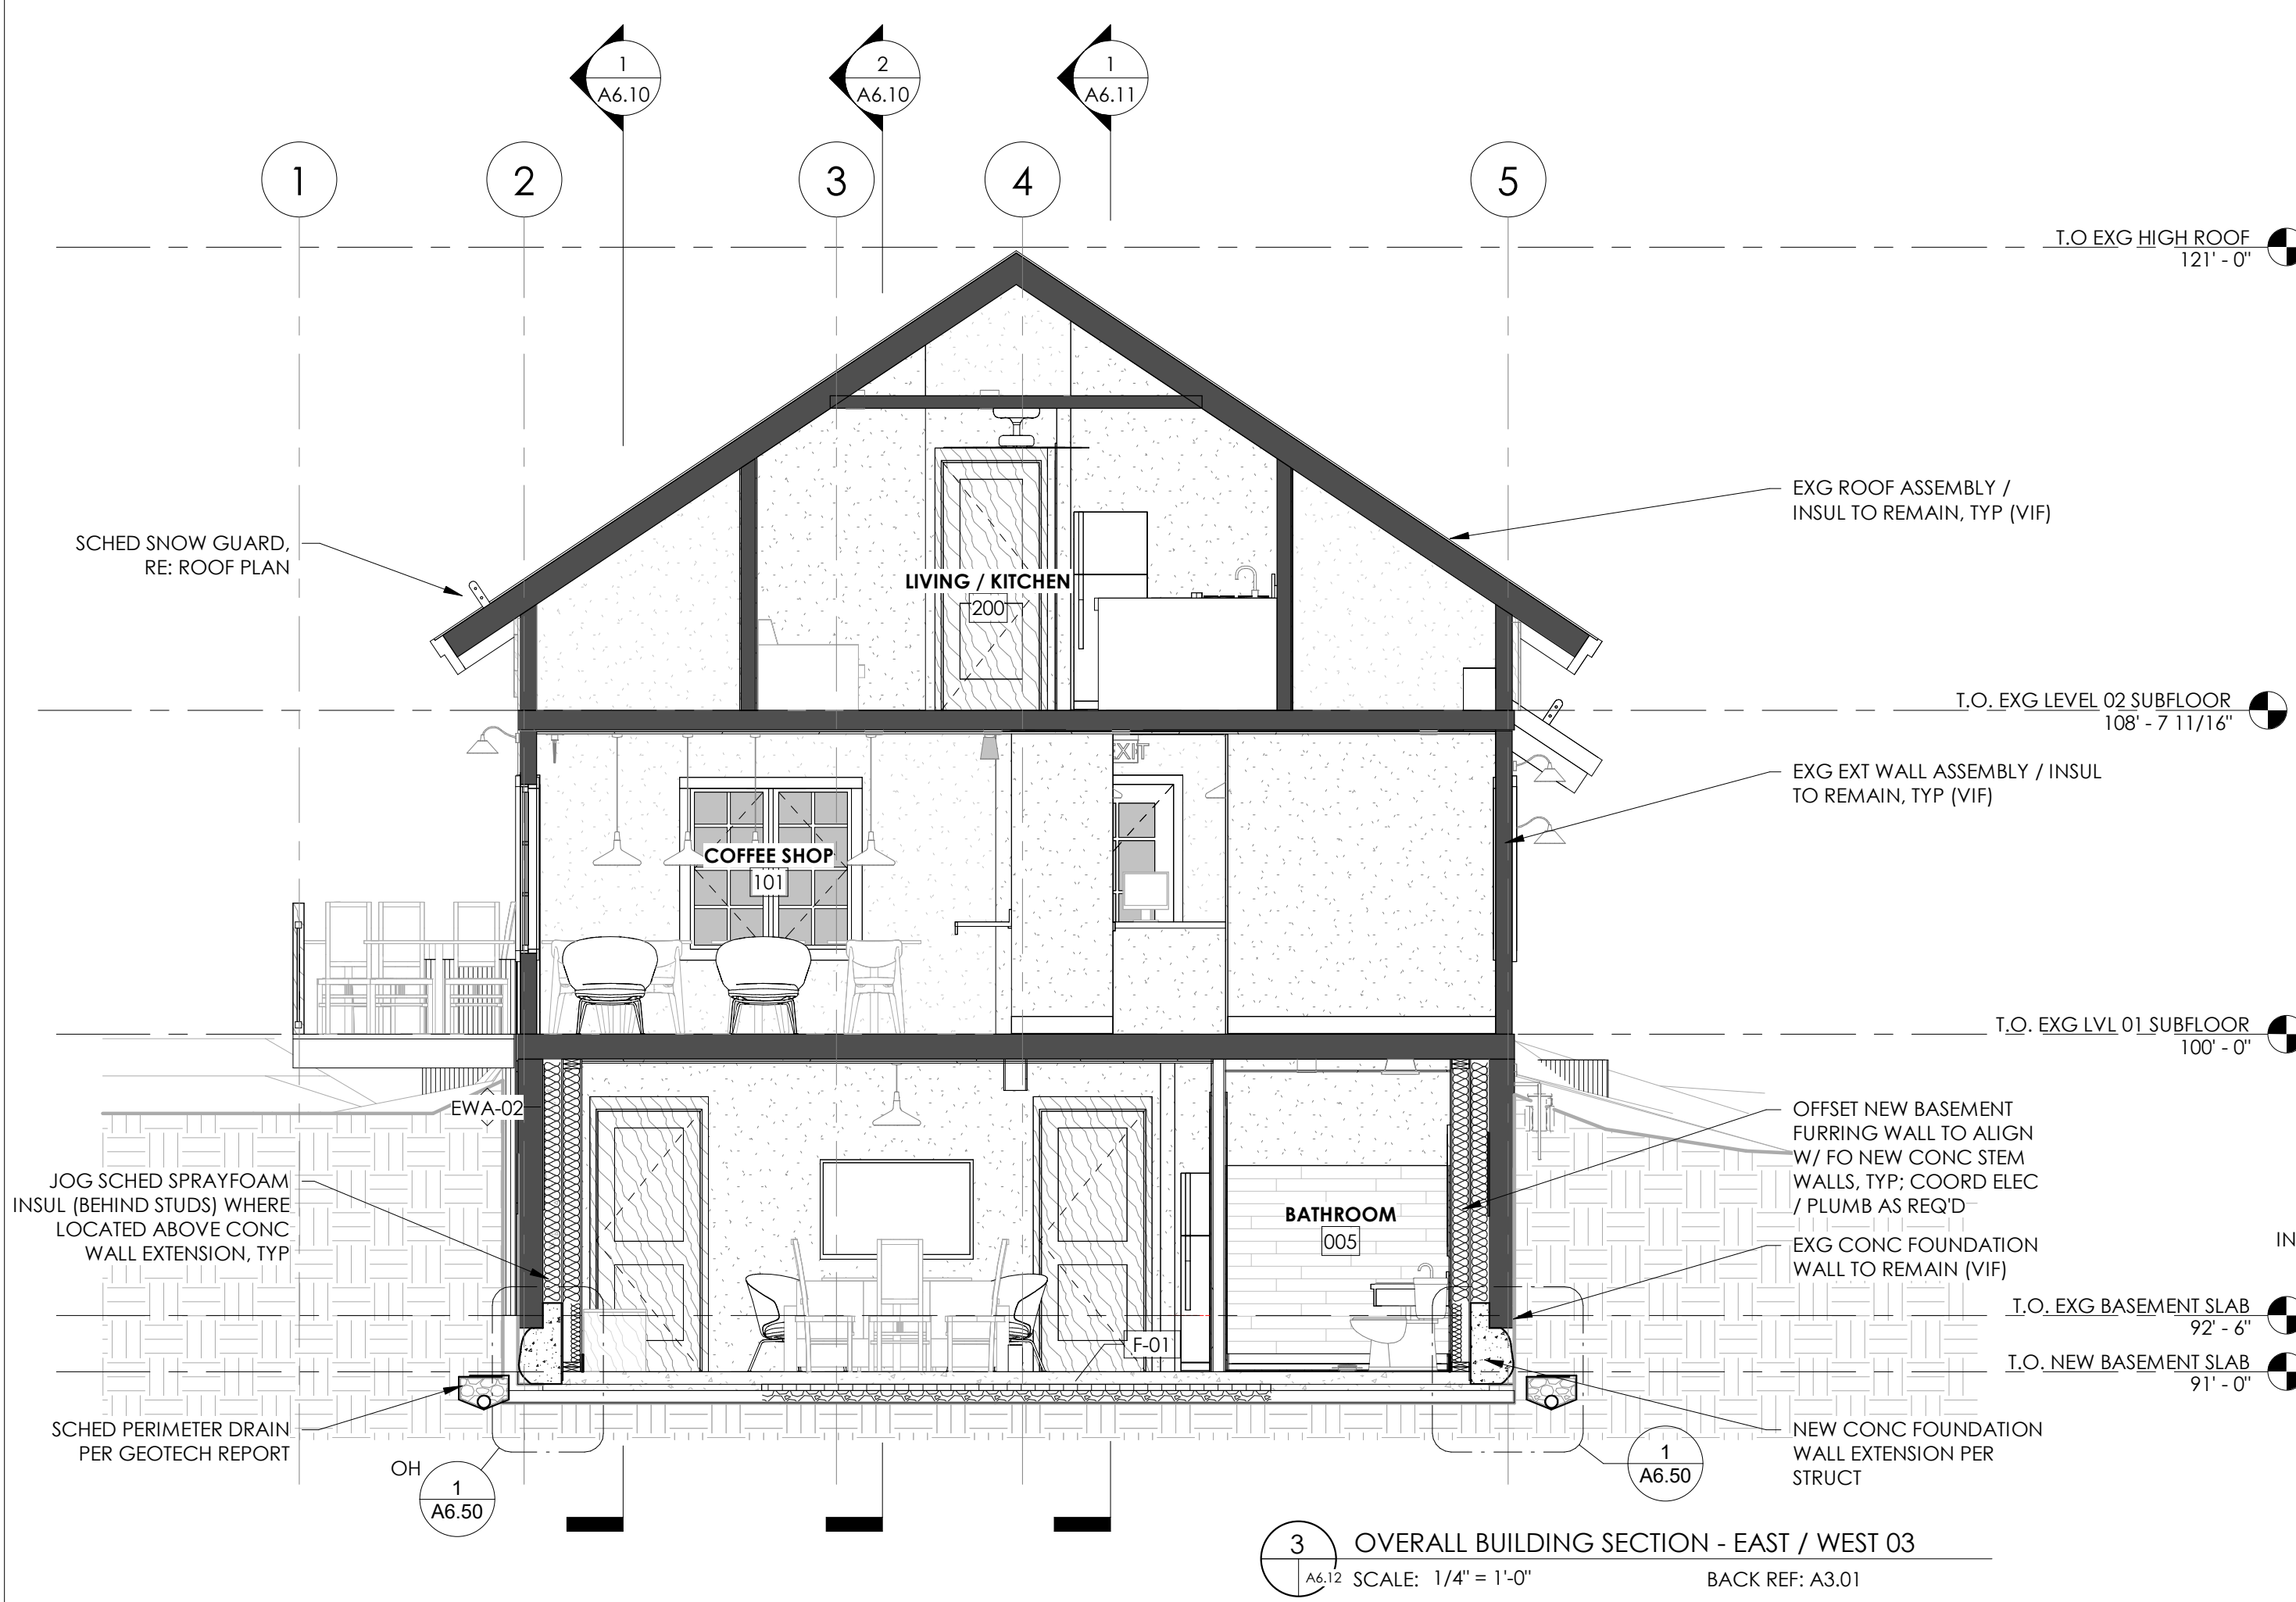 1
A6.10
2
A6.10
1
A6.11
1
2
3
4
5
T.O EXG HIGH ROOF
121' - 0"
EXG ROOF ASSEMBLY /
INSUL TO REMAIN, TYP (VIF)
SCHED SNOW GUARD,
RE: ROOF PLAN
LIVING / KITCHEN
200
T.O. EXG LEVEL 02 SUBFLOOR
108' - 7 11/16"
XIT
EXG EXT WALL ASSEMBLY / INSUL
TO REMAIN, TYP (VIF)
COFFEE SHOP
101
T.O. EXG LVL 01 SUBFLOOR
100' - 0"
EWA-02
OFFSET NEW BASEMENT
FURRING WALL TO ALIGN
W/ FO NEW CONC STEM
WALLS, TYP; COORD ELEC
/ PLUMB AS REQ'D
JOG SCHED SPRAYFOAM
INSUL (BEHIND STUDS) WHERE
LOCATED ABOVE CONC
WALL EXTENSION, TYP
BATHROOM
005
EXG CONC FOUNDATION
WALL TO REMAIN (VIF)
IN
T.O. EXG BASEMENT SLAB
92' - 6"
F-01
T.O. NEW BASEMENT SLAB
91' - 0"
SCHED PERIMETER DRAIN
PER GEOTECH REPORT
NEW CONC FOUNDATION
WALL EXTENSION PER
STRUCT
OH
1
A6.50
1
A6.50
3
A6.12
OVERALL BUILDING SECTION - EAST / WEST 03
SCALE: 1/4" = 1'-0"
BACK REF: A3.01